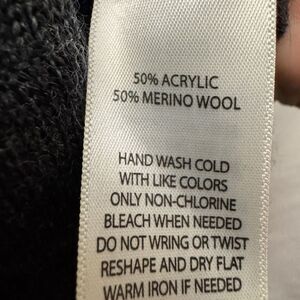 50% ACRYLIC
50% MERINO WOOL
HAND WASH COLD
WITH LIKE COLORS
ONLY NON-CHLORINE
BLEACH WHEN NEEDED
DO NOT WRING OR TWIST
RESHAPE AND DRY FLAT
WARM IRON IF NEEDED